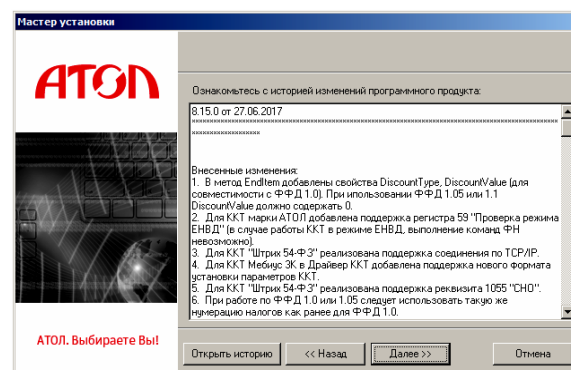 Мастер установки
АТОЛ
Ознакомьтесь с историей изменений программного продукта:
8.15.0 от 27.06.2017
Внесенные изменения:
1. В метод EndItem добавлены свойства DiscountType, DiscountValue (для
совместимости с ФФД 1.0). При ипользовании ФФД 1.05 или 1.1
DiscountValue должно содержать 0.
2. Для ККТ марки АТОЛ добавлена поддержка регистра 59 "Проверка режима
ЕНВД" (в случае работы ККТ в режиме ЕНВД, выполнение команд ФН
невозможно).
3. Для ККТ "Штрих 54-ФЗ" реализована поддержка соединения по TCP/IP.
4. Для ККТ Мебиус 3К в Драйвер ККТ добавлена поддержка нового формата
установки параметров ККТ.
5. Для ККТ "Штрих 54-ФЗ" реализована поддержка реквизита 1055 "СНО".
6. При работе по ФФД 1.0 или 1.05 следует использовать такую же
нумерацию налогов как ранее для ФФД 1.0.
АТОЛ. Выбираете Вы!
Открыть историю
<< Назад
Далее >>
Отмена